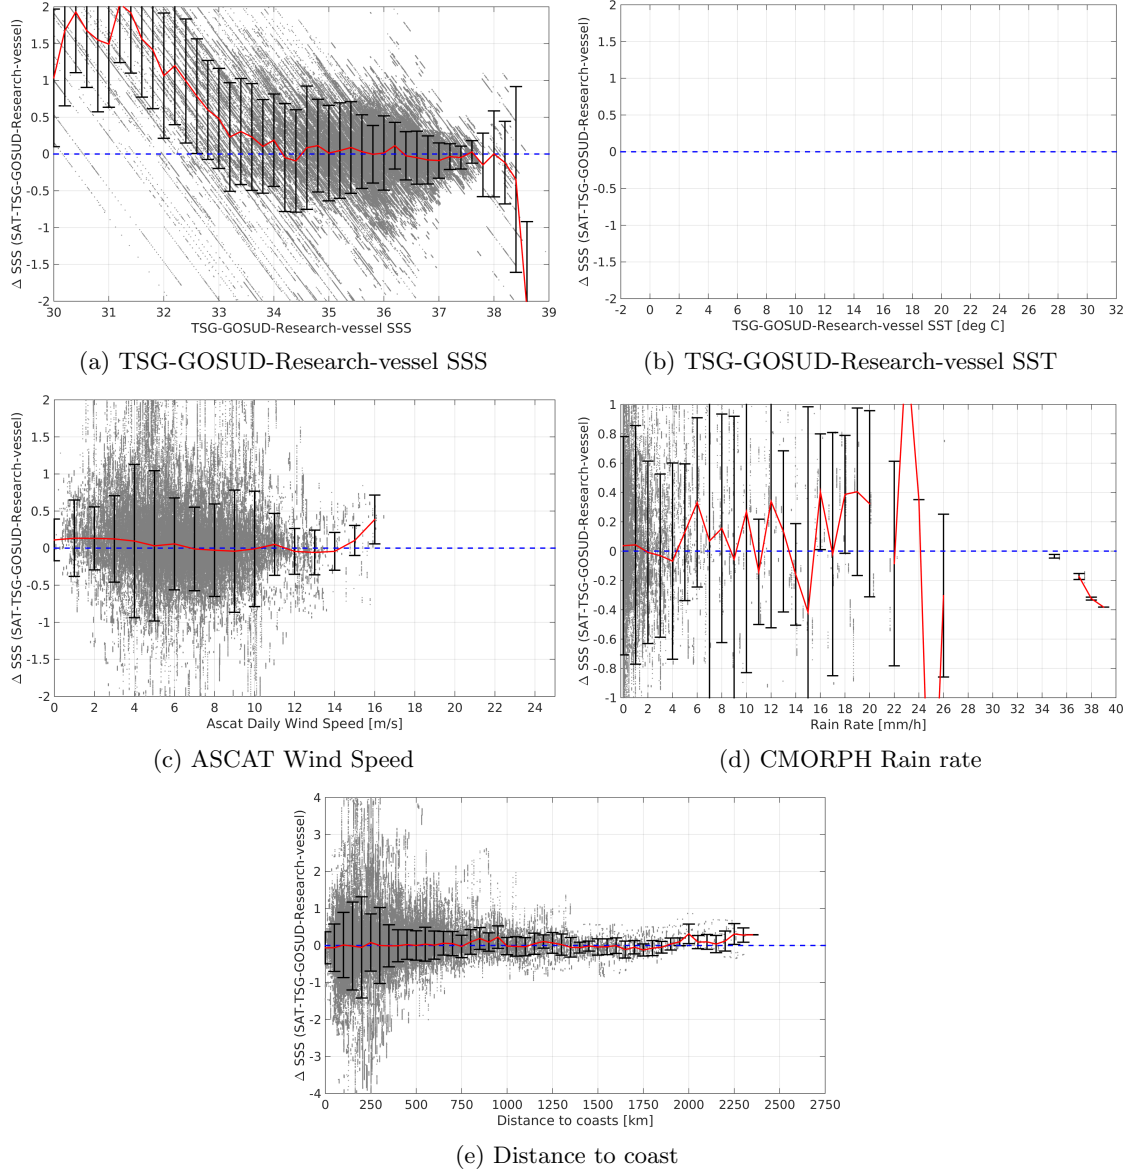 2
1.5
1
0.5
0
-0.5
-1
-1.5
-2
Δ SSS (SAT-TSG-GOSUD-Research-vessel)
30 31 32 33 34 35 36 37 38 39
TSG-GOSUD-Research-vessel SSS
(a) TSG-GOSUD-Research-vessel SSS
2
1.5
1
0.5
0
-0.5
-1
-1.5
-2
Δ SSS (SAT-TSG-GOSUD-Research-vessel)
-2 0 2 4 6 8 10 12 14 16 18 20 22 24 26 28 30 32
TSG-GOSUD-Research-vessel SST [deg C]
(b) TSG-GOSUD-Research-vessel SST
2
1.5
1
0.5
0
-0.5
-1
-1.5
-2
Δ SSS (SAT-TSG-GOSUD-Research-vessel)
0 2 4 6 8 10 12 14 16 18 20 22 24
Ascat Daily Wind Speed [m/s]
(c) ASCAT Wind Speed
1
0.8
0.6
0.4
0.2
0
-0.2
-0.4
-0.6
-0.8
-1
Δ SSS (SAT-TSG-GOSUD-Research-vessel)
0 2 4 6 8 10 12 14 16 18 20 22 24 26 28 30 32 34 36 38 40
Rain Rate [mm/h]
(d) CMORPH Rain rate
4
3
2
1
0
-1
-2
-3
-4
Δ SSS (SAT-TSG-GOSUD-Research-vessel)
0 250 500 750 1000 1250 1500 1750 2000 2250 2500 2750
Distance to coasts [km]
(e) Distance to coast